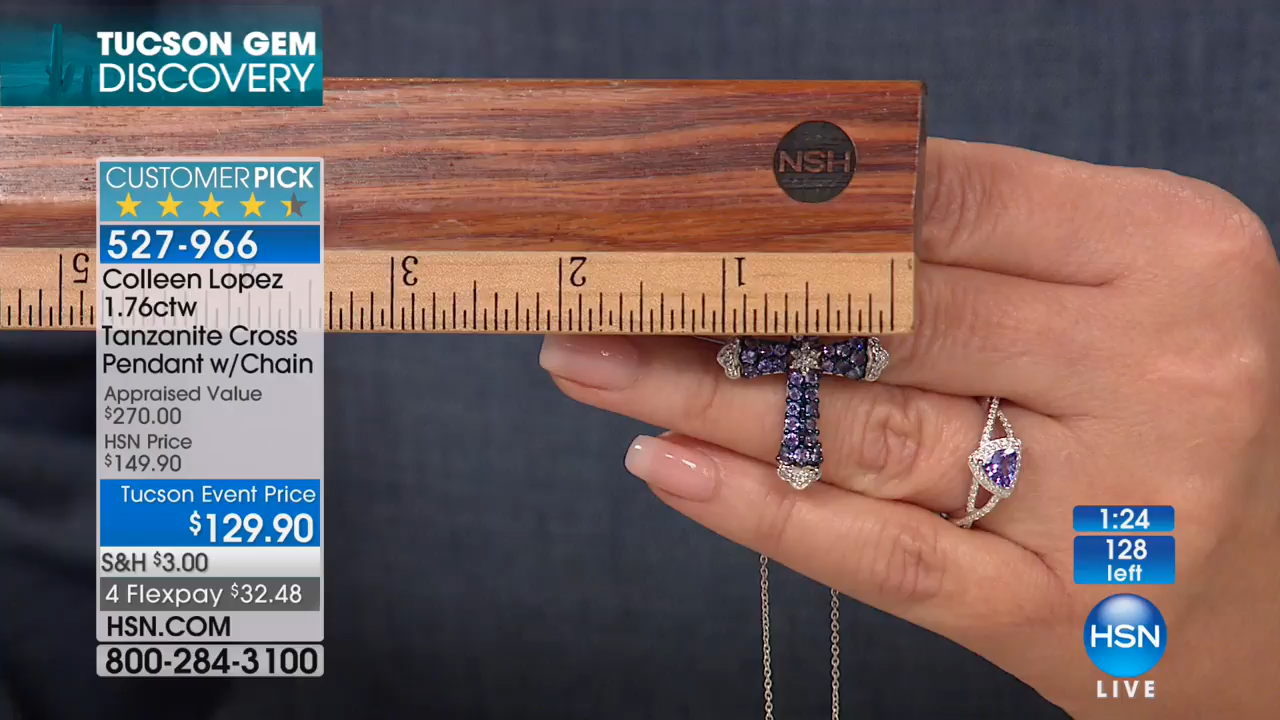 TUCSON GEM
DISCOVERY
CUSTOMER PICK
527-966
Colleen Lopez
1.76ctw
Tanzanite Cross
Pendant w/Chain
Appraised Value
$270.00
HSN Price
$149.90
Tucson Event Price
$129.90
S&H $3.00
4 Flexpay $32.48
HSN.COM
800-284-3100
NSH
5
3
2
1
1:24
128
left
HSN
LIVE